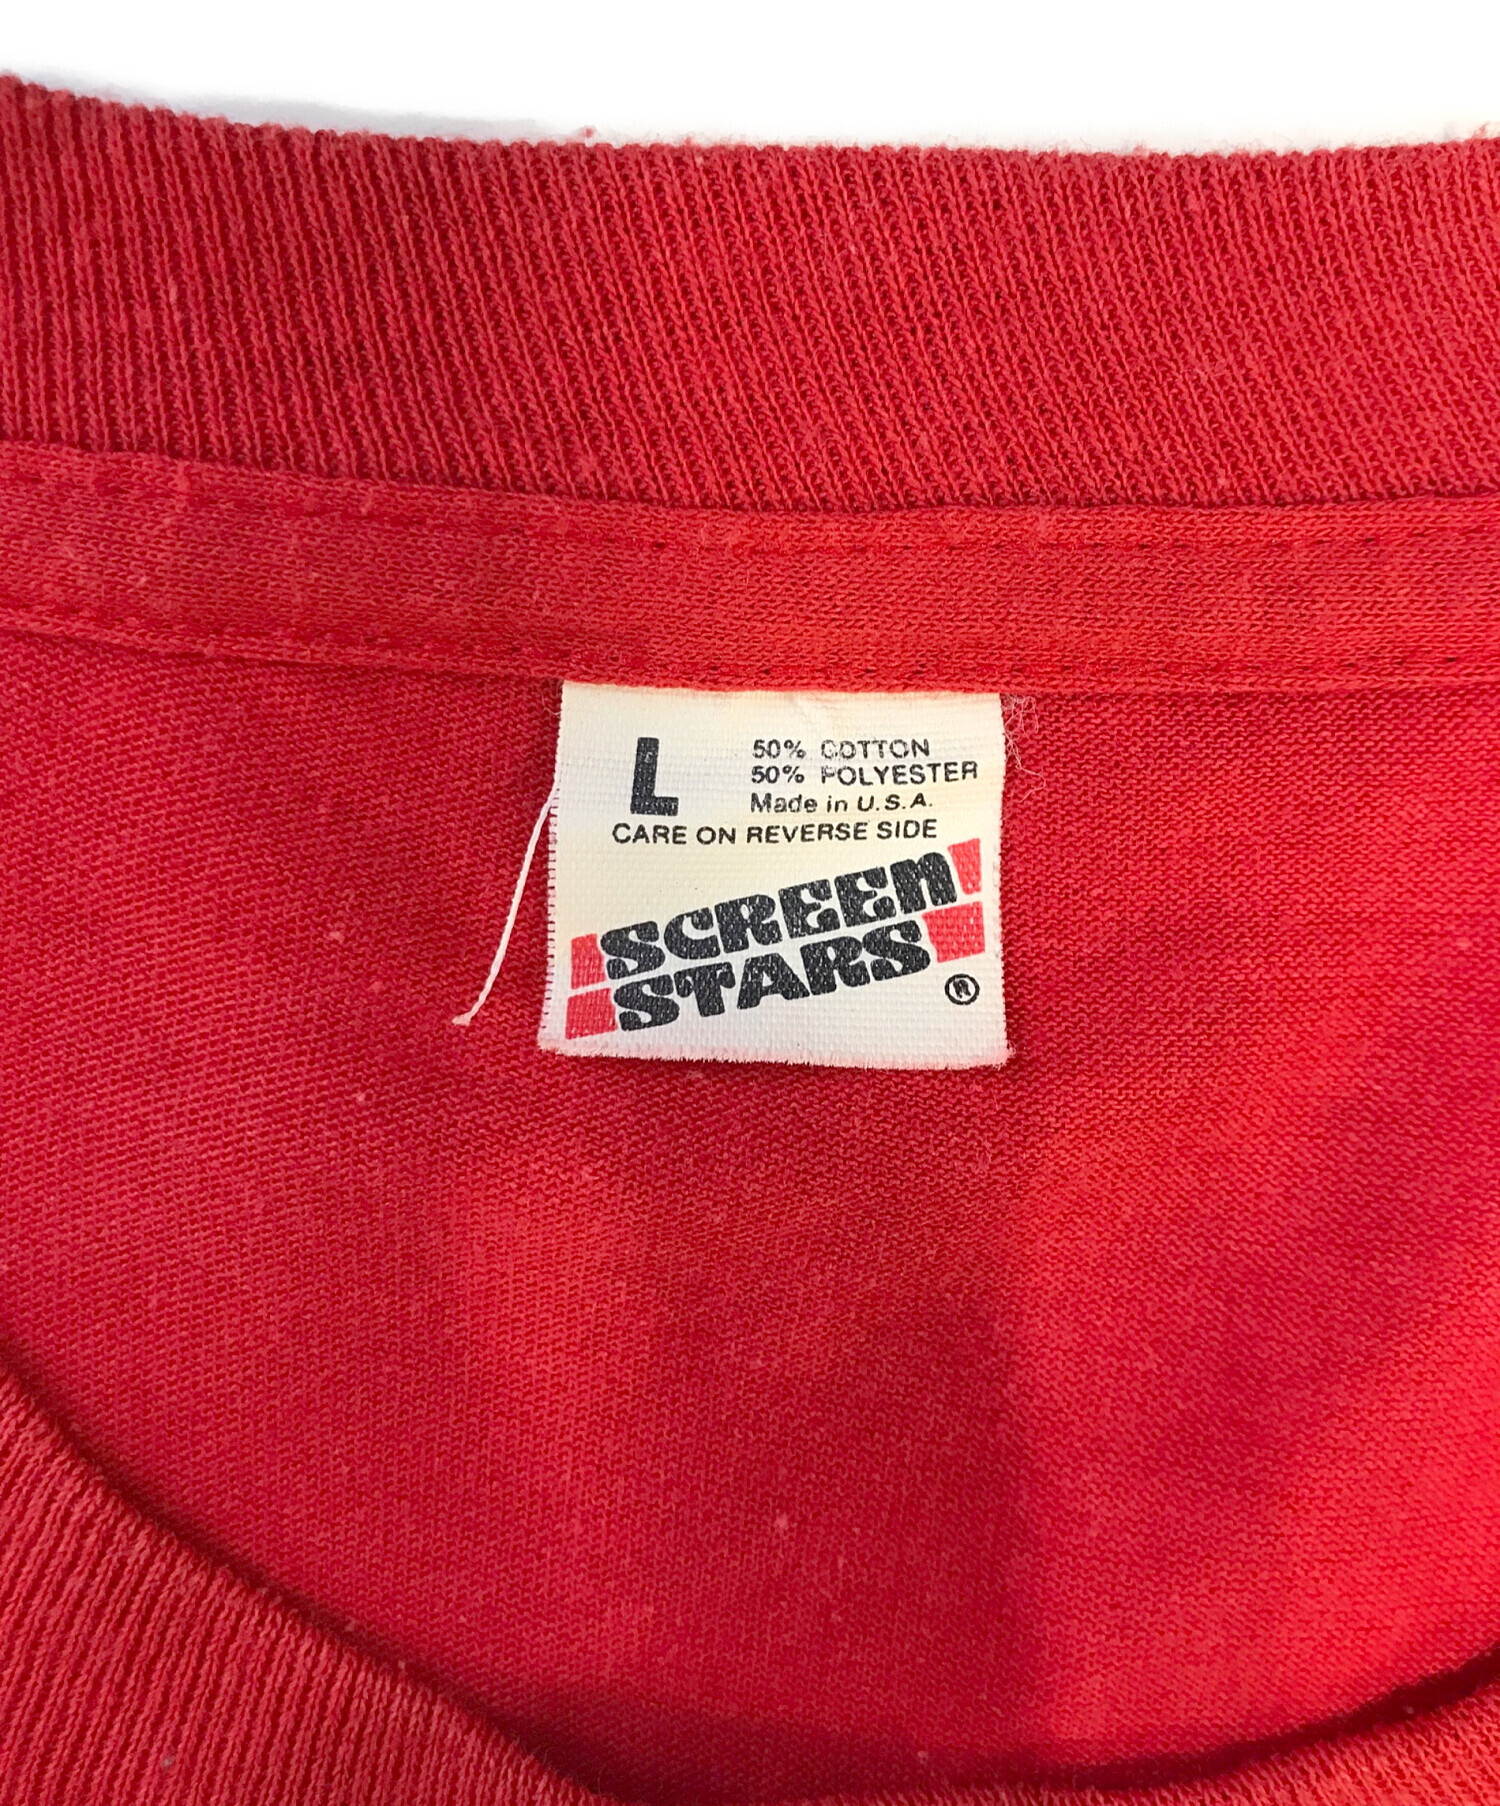 L
50% COTTON
50% POLYESTER
Made in U.S.A.
CARE ON REVERSE SIDE
SCREEN
STARS
®